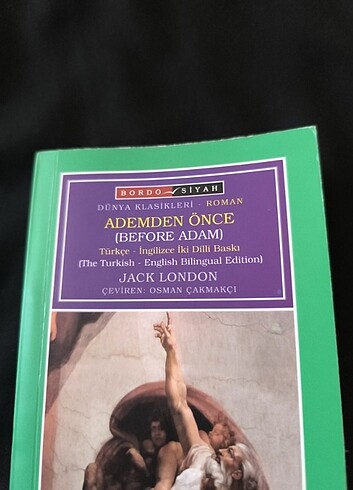 BORDO SİYAH
DÜNYA KLASİKLERİ - ROMAN
ADEMDEN ÖNCE
(BEFORE ADAM)
Türkçe - İngilizce İki Dilli Baskı
(The Turkish - English Bilingual Edition)
JACK LONDON
ÇEVİREN: OSMAN ÇAKMAKÇI